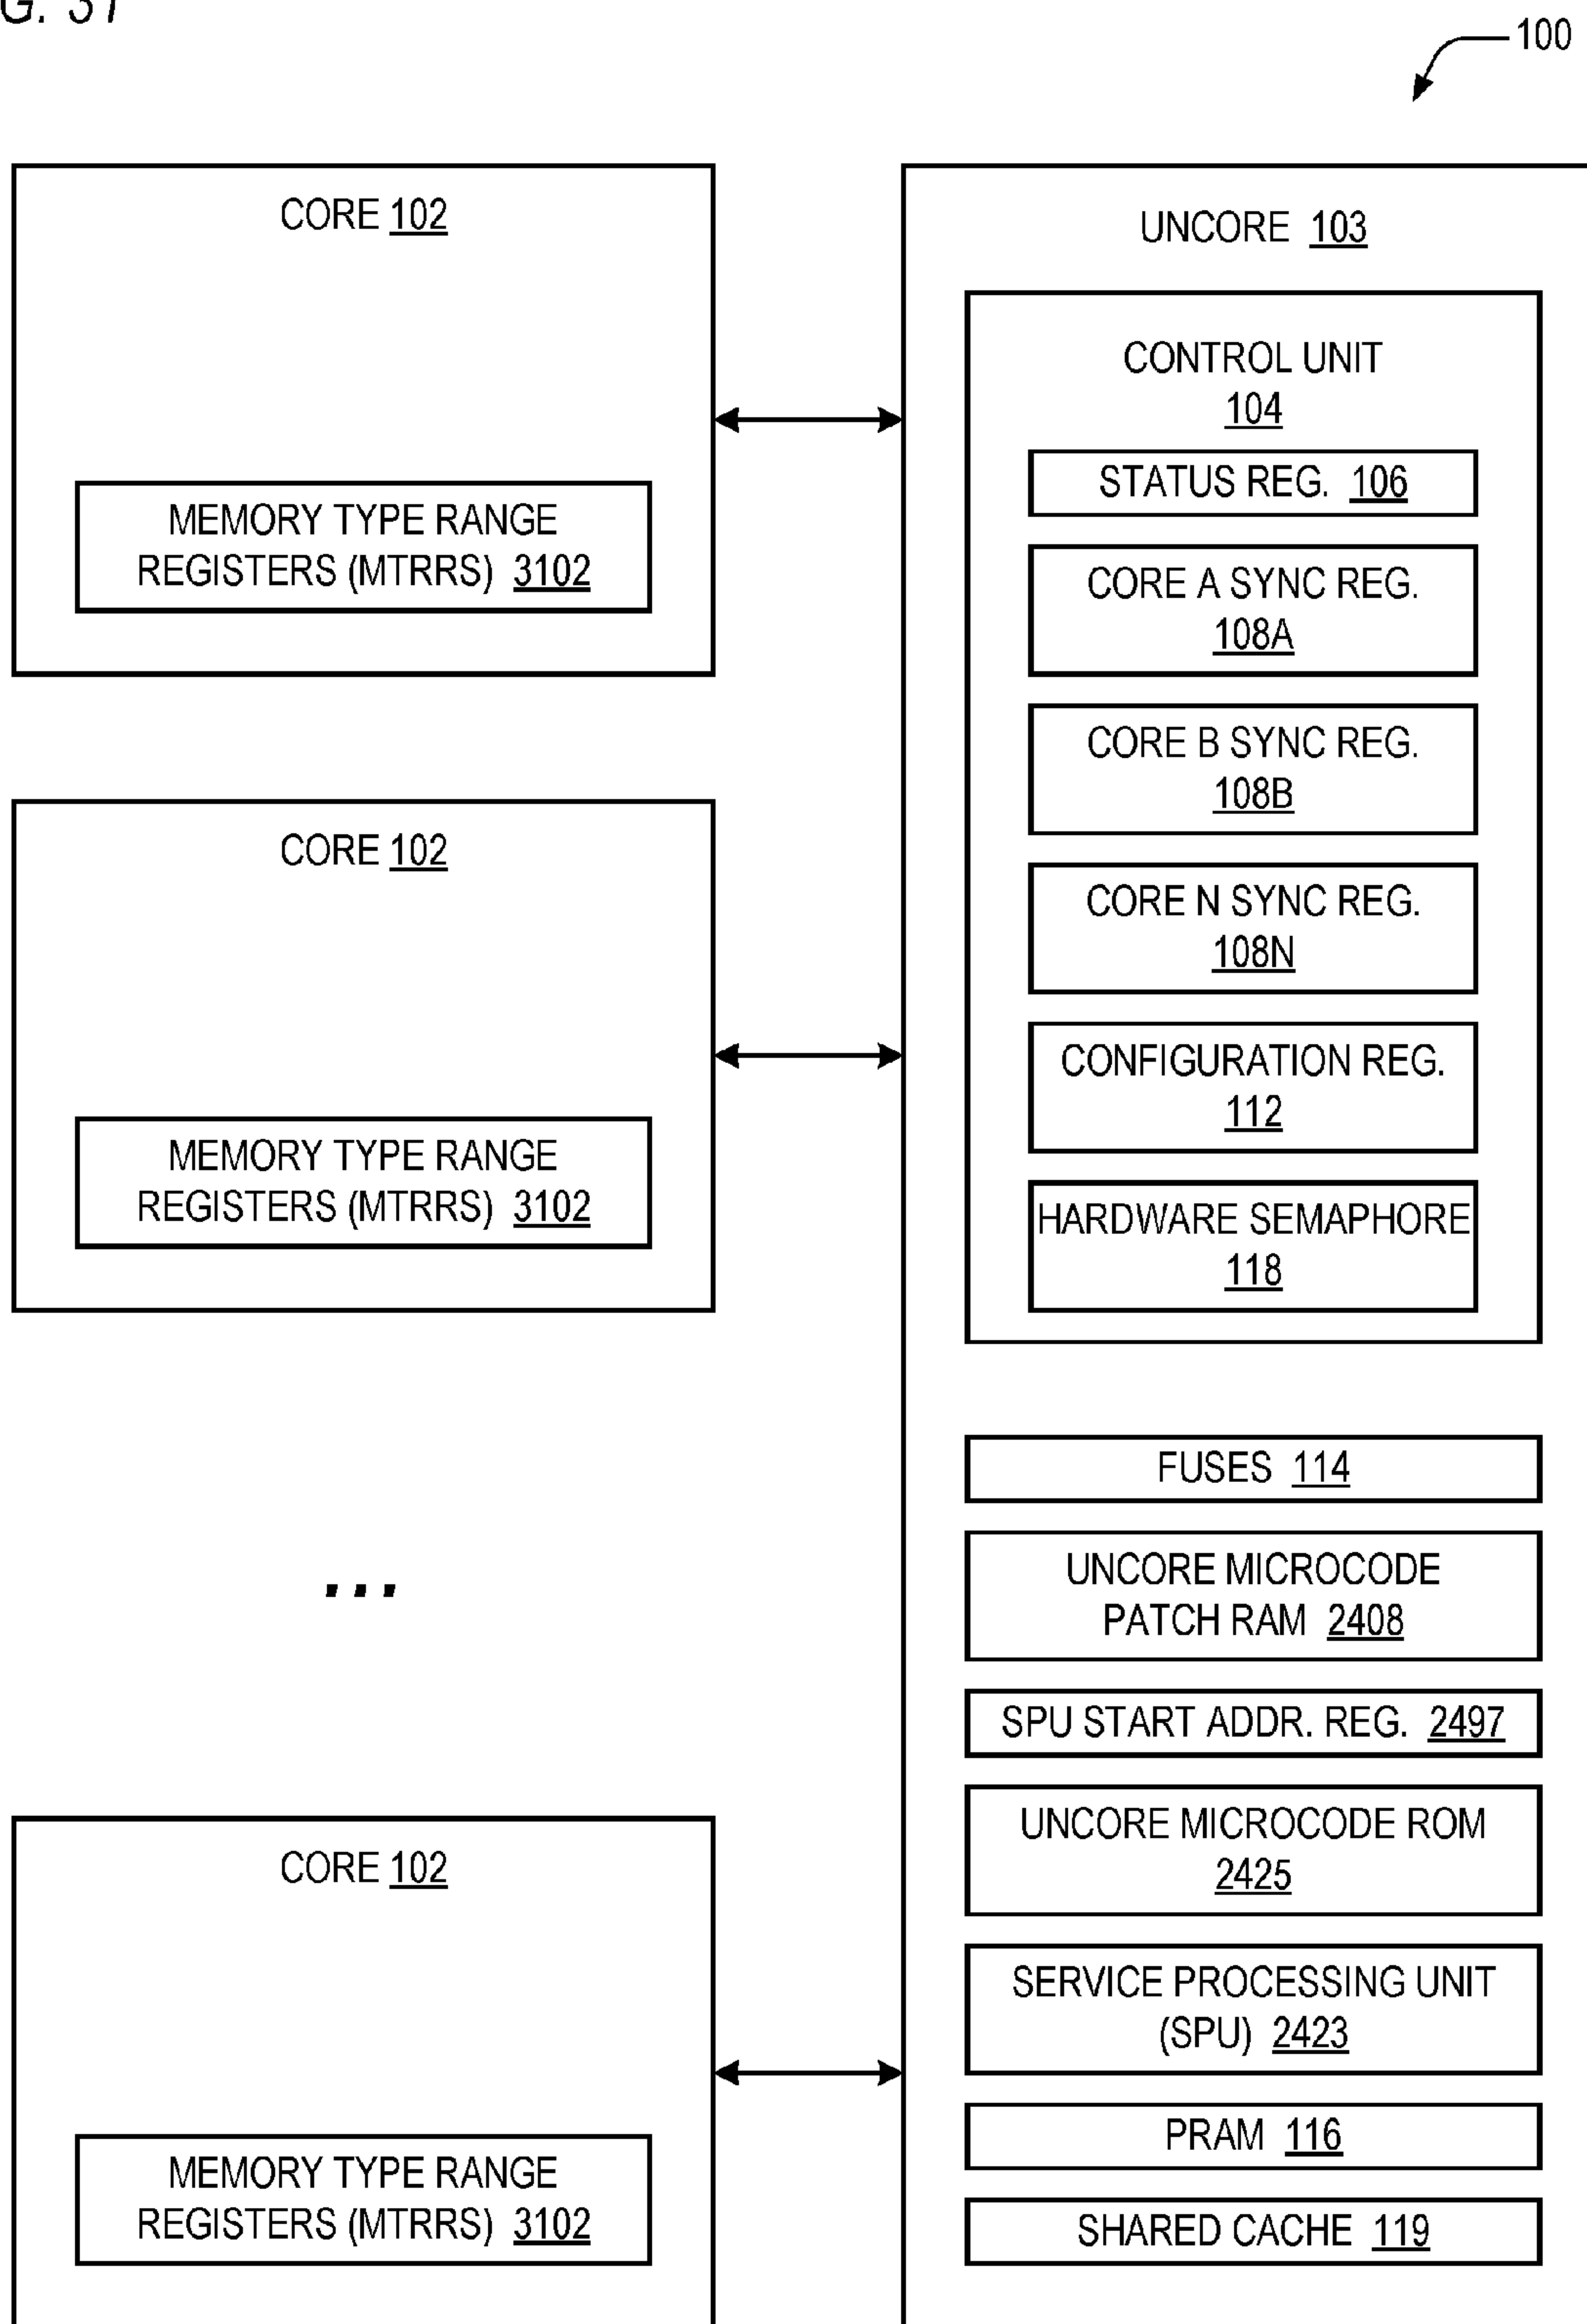 G. 31
100
CORE 102
MEMORY TYPE RANGE
REGISTERS (MTRRS) 3102
CORE 102
MEMORY TYPE RANGE
REGISTERS (MTRRS) 3102
...
CORE 102
MEMORY TYPE RANGE
REGISTERS (MTRRS) 3102
UNCORE 103
CONTROL UNIT
104
STATUS REG. 106
CORE A SYNC REG.
108A
CORE B SYNC REG.
108B
CORE N SYNC REG.
108N
CONFIGURATION REG.
112
HARDWARE SEMAPHORE
118
FUSES 114
UNCORE MICROCODE
PATCH RAM 2408
SPU START ADDR. REG. 2497
UNCORE MICROCODE ROM
2425
SERVICE PROCESSING UNIT
(SPU) 2423
PRAM 116
SHARED CACHE 119